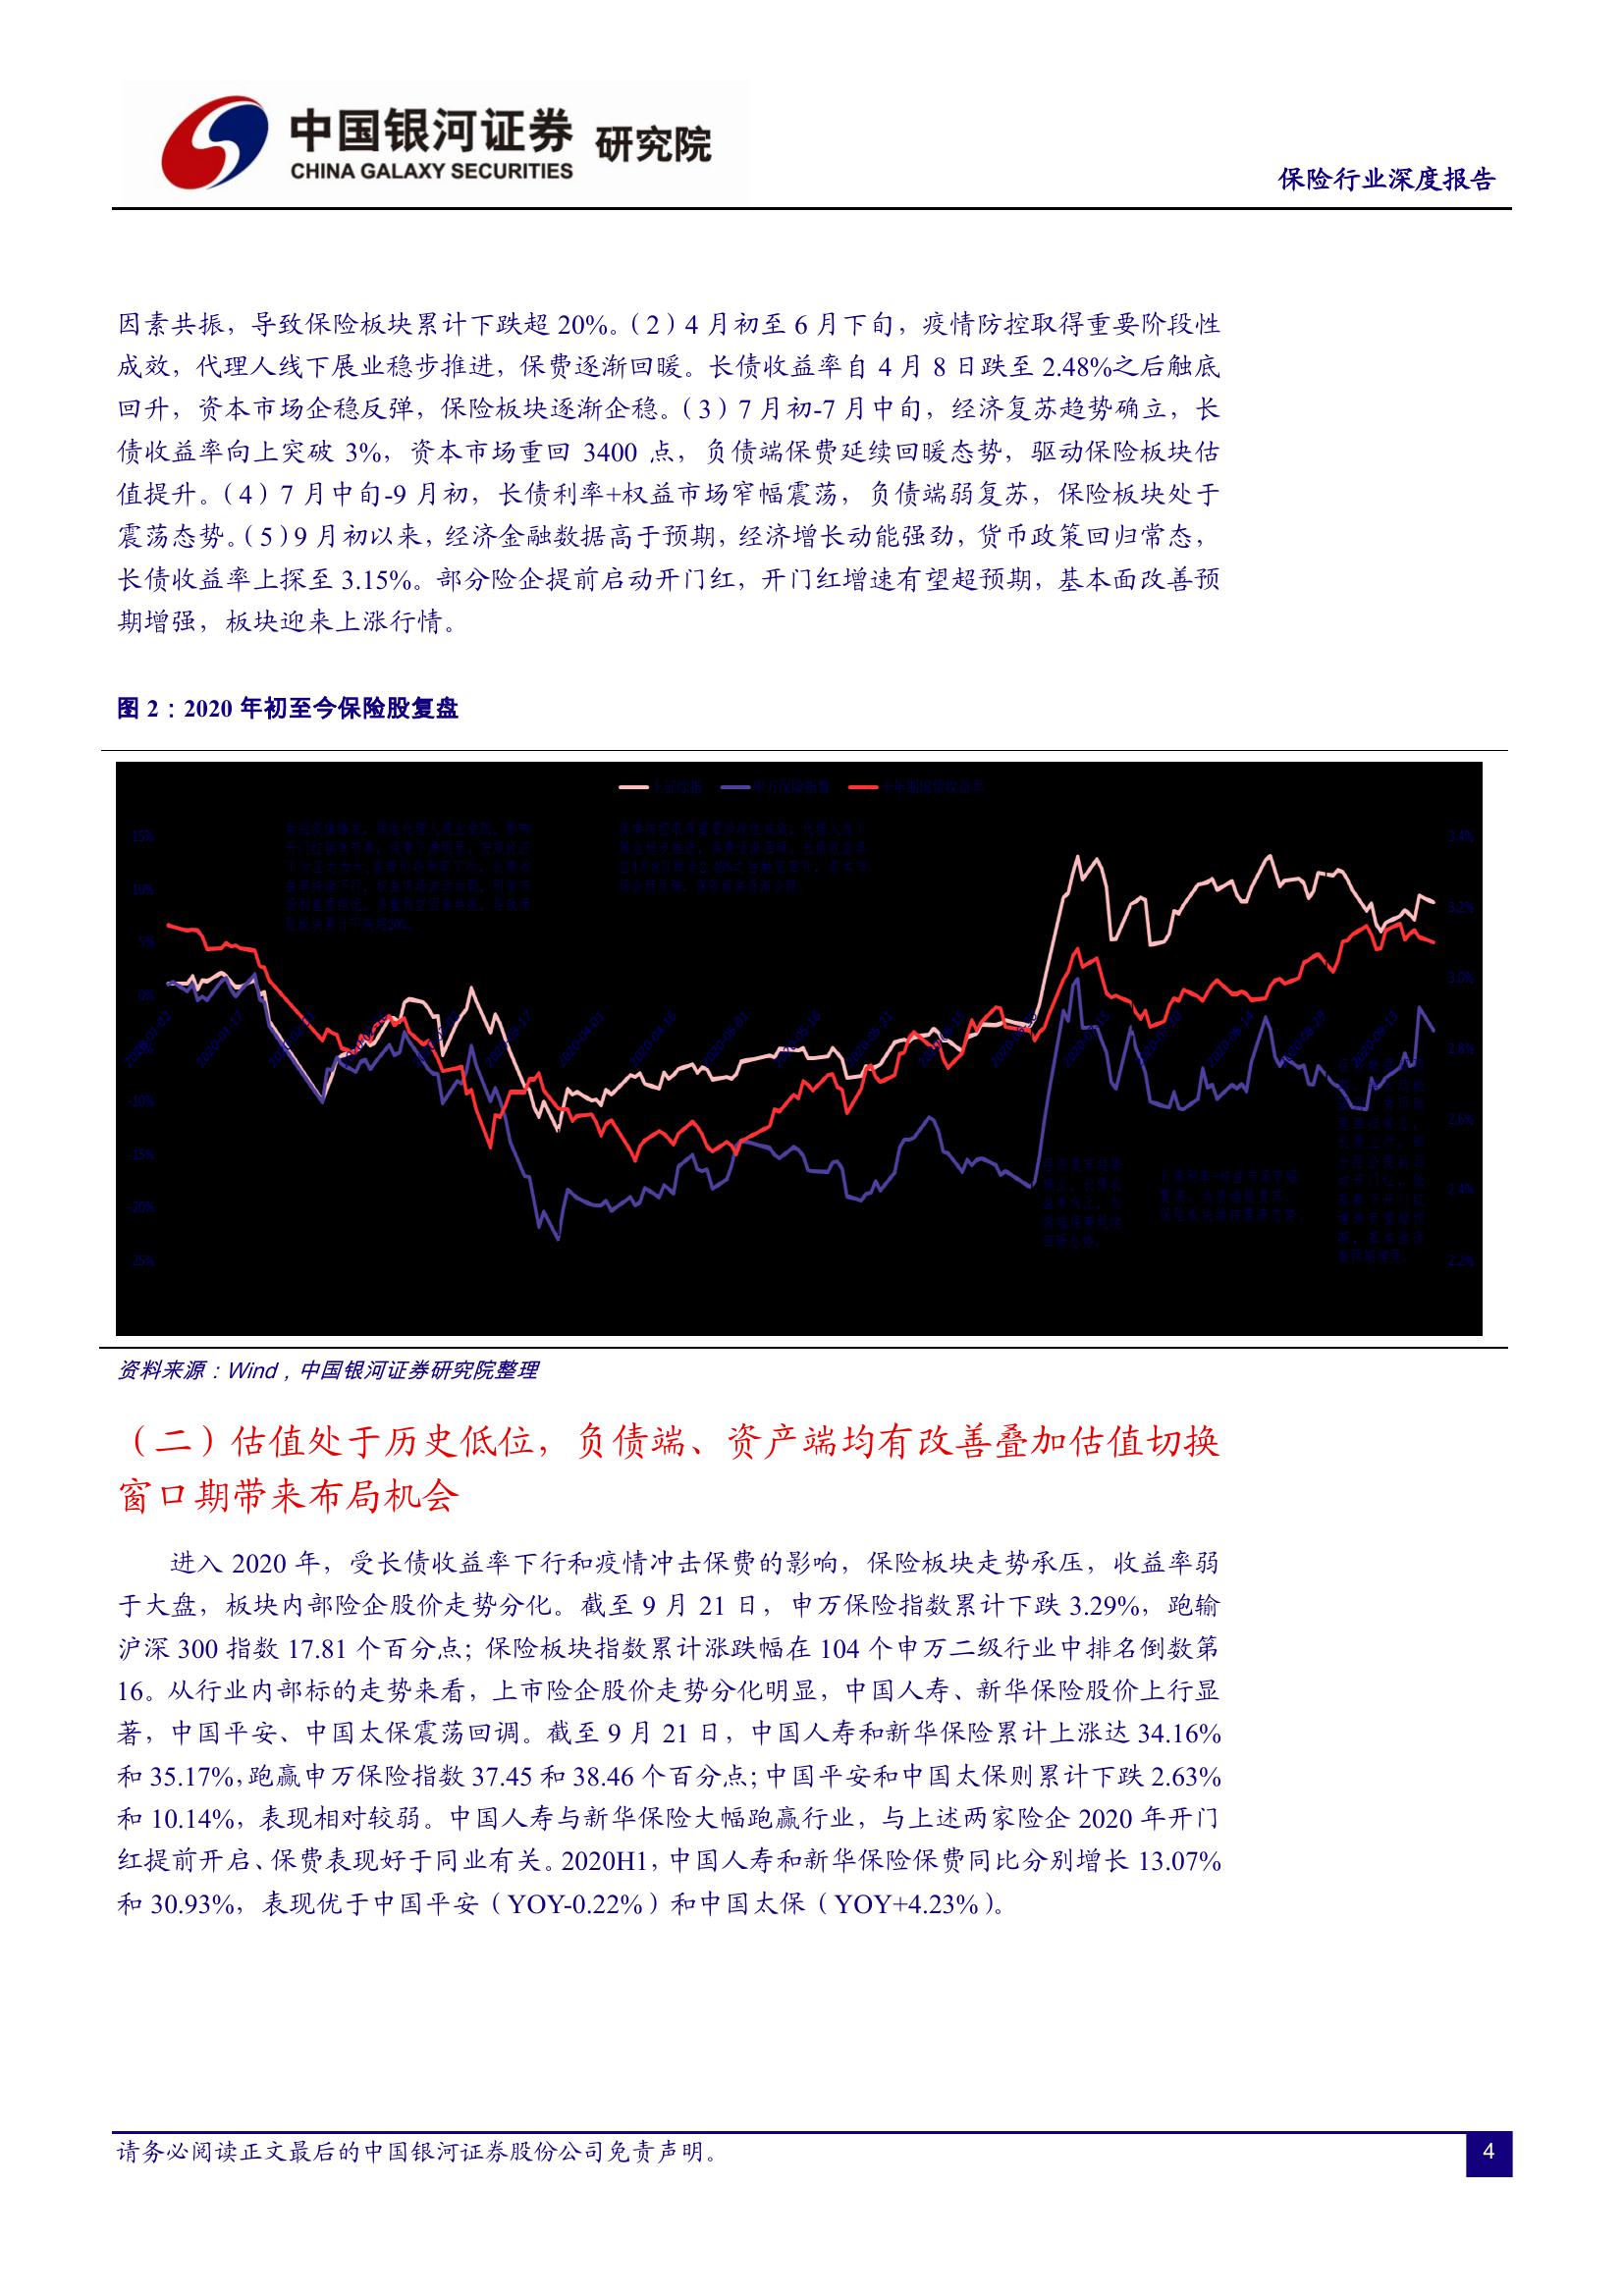 中国银河证券 研究院
CHINA GALAXY SECURITIES
保险行业深度报告
因素共振，导致保险板块累计下跌超 20%。（2）4 月初至 6 月下旬，疫情防控取得重要阶段性
成效，代理人线下展业稳步推进，保费逐渐回暖。长债收益率自 4 月 8 日跌至 2.48%之后触底
回升，资本市场企稳反弹，保险板块逐渐企稳。（3）7 月初-7 月中旬，经济复苏趋势确立，长
债收益率向上突破 3%，资本市场重回 3400 点，负债端保费延续回暖态势，驱动保险板块估
值提升。（4）7 月中旬-9 月初，长债利率+权益市场窄幅震荡，负债端弱复苏，保险板块处于
震荡态势。（5）9 月初以来，经济金融数据高于预期，经济增长动能强劲，货币政策回归常态，
长债收益率上探至 3.15%。部分险企提前启动开门红，开门红增速有望超预期，基本面改善预
期增强，板块迎来上涨行情。
图 2：2020 年初至今保险股复盘
15%
10%
5%
0%
-10%
-15%
-20%
-25%
3.4%
3.2%
3.0%
2.8%
2.6%
2.4%
2.2%
资料来源：Wind，中国银河证券研究院整理
（二）估值处于历史低位，负债端、资产端均有改善叠加估值切换
窗口期带来布局机会
进入 2020 年，受长债收益率下行和疫情冲击保费的影响，保险板块走势承压，收益率弱
于大盘，板块内部险企股价走势分化。截至 9 月 21 日，申万保险指数累计下跌 3.29%，跑输
沪深 300 指数 17.81 个百分点；保险板块指数累计涨跌幅在 104 个申万二级行业中排名倒数第
16。从行业内部标的走势来看，上市险企股价走势分化明显，中国人寿、新华保险股价上行显
著，中国平安、中国太保震荡回调。截至 9 月 21 日，中国人寿和新华保险累计上涨达 34.16%
和 35.17%，跑赢申万保险指数 37.45 和 38.46 个百分点；中国平安和中国太保则累计下跌 2.63%
和 10.14%，表现相对较弱。中国人寿与新华保险大幅跑赢行业，与上述两家险企 2020 年开门
红提前开启、保费表现好于同业有关。2020H1，中国人寿和新华保险保费同比分别增长 13.07%
和 30.93%，表现优于中国平安（YOY-0.22%）和中国太保（YOY+4.23%）。
请务必阅读正文最后的中国银河证券股份公司免责声明。
4